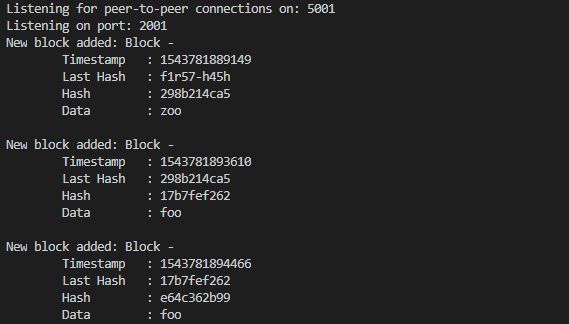 Listening for peer-to-peer connections on: 5001
Listening on port: 2001
New block added: Block -
Timestamp : 1543781889149
Last Hash : f1r57-h45h
Hash : 298b214ca5
Data : zoo
New block added: Block -
Timestamp : 1543781893610
Last Hash : 298b214ca5
Hash : 17b7fef262
Data : foo
New block added: Block -
Timestamp : 1543781894466
Last Hash : 17b7fef262
Hash : e64c362b99
Data : foo